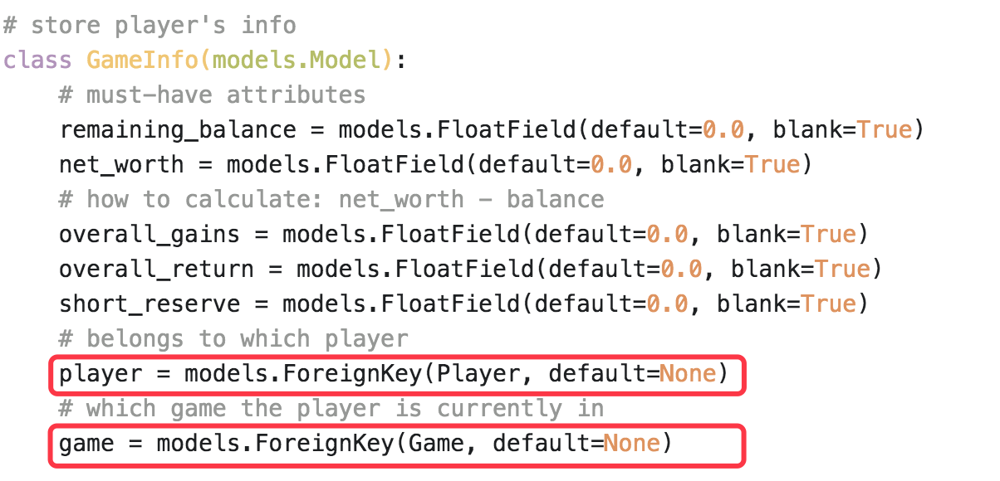 # store player's info
class GameInfo(models.Model):
    # must-have attributes
    remaining_balance = models.FloatField(default=0.0, blank=True)
    net_worth = models.FloatField(default=0.0, blank=True)
    # how to calculate: net_worth - balance
    overall_gains = models.FloatField(default=0.0, blank=True)
    overall_return = models.FloatField(default=0.0, blank=True)
    short_reserve = models.FloatField(default=0.0, blank=True)
    # belongs to which player
    player = models.ForeignKey(Player, default=None)
    # which game the player is currently in
    game = models.ForeignKey(Game, default=None)